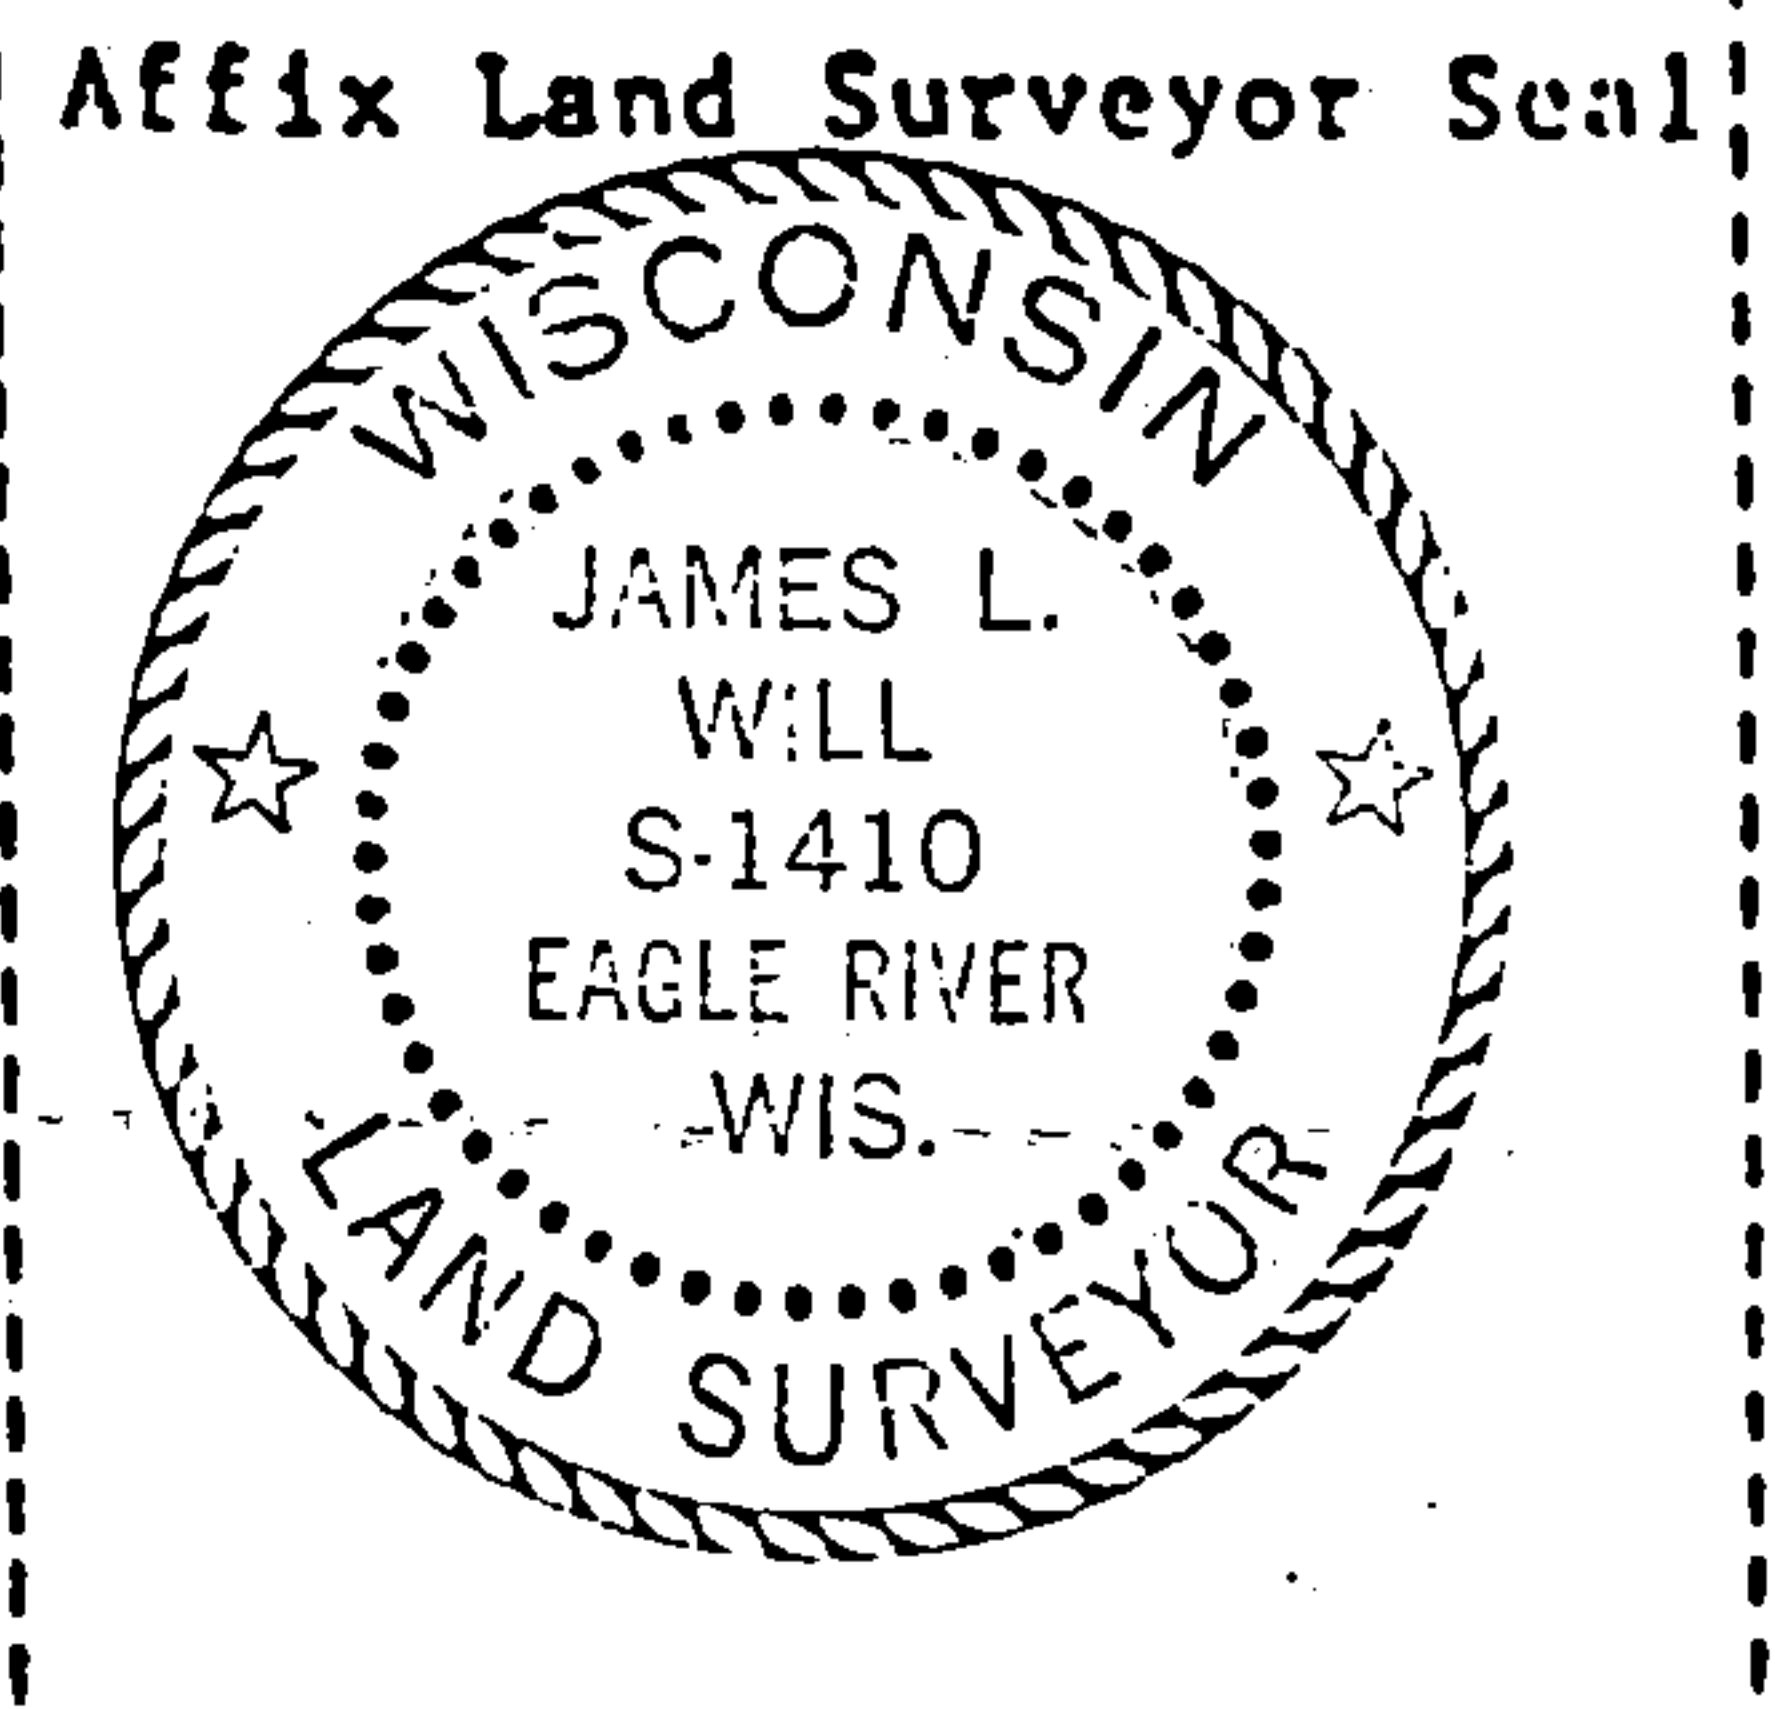 Affix Land Surveyor Seal
WISCONSIN
JAMES L.
WILL
S-1410
EAGLE RIVER
WIS.
LAND SURVEYOR